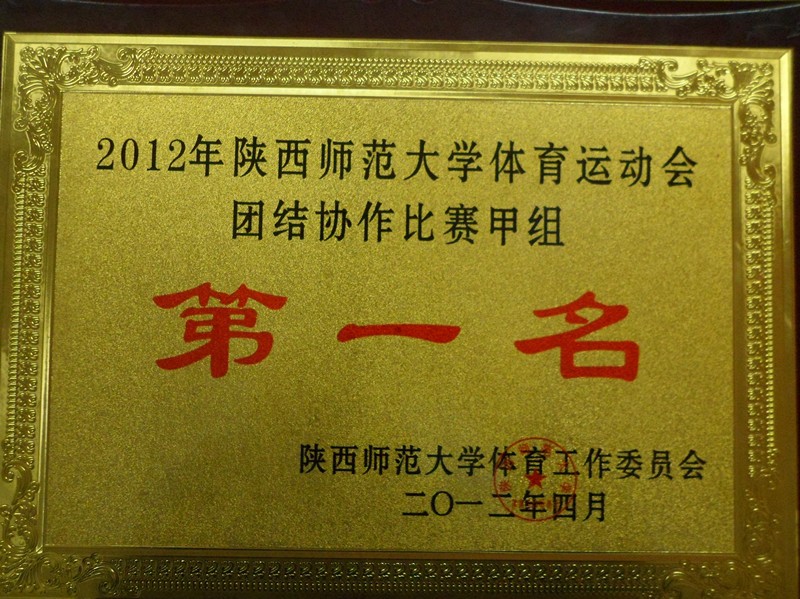 2012年陕西师范大学体育运动会
团结协作比赛甲组
第一名
陕西师范大学体育工作委员会
二〇一二年四月